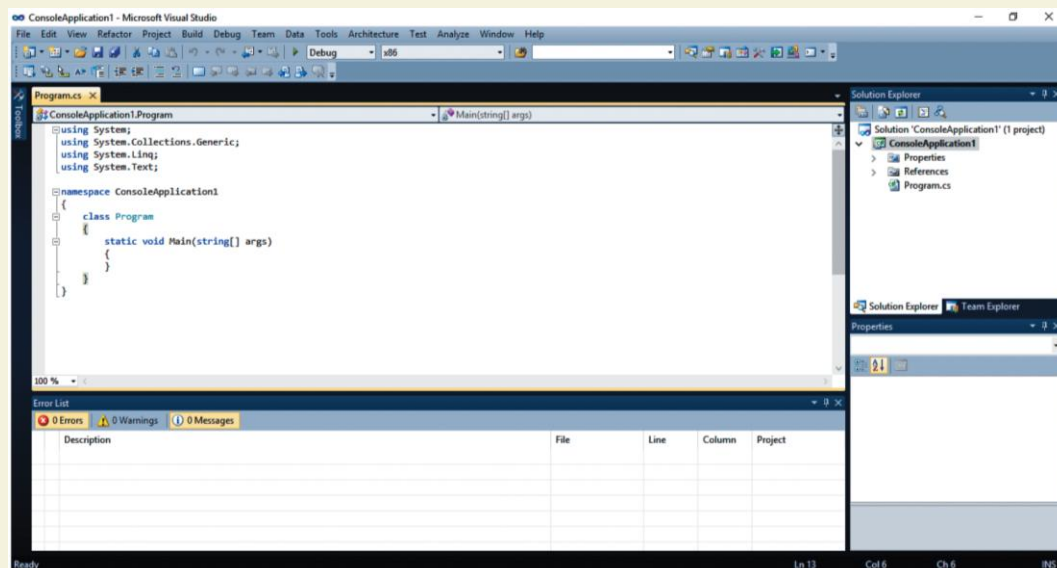 ConsoleApplication1 - Microsoft Visual Studio
File Edit View Refactor Project Build Debug Team Data Tools Architecture Test Analyze Window Help
Debug x86
Toolbox
Program.cs
ConsoleApplication1.Program Main(string[] args)
using System;
using System.Collections.Generic;
using System.Linq;
using System.Text;
namespace ConsoleApplication1
{
class Program
{
static void Main(string[] args)
{
}
}
}
100 %
Solution Explorer
Solution 'ConsoleApplication1' (1 project)
ConsoleApplication1
Properties
References
Program.cs
Solution Explorer Team Explorer
Properties
Error List
0 Errors 0 Warnings 0 Messages
Description File Line Column Project
Ready Ln 13 Col 6 Ch 6 INS